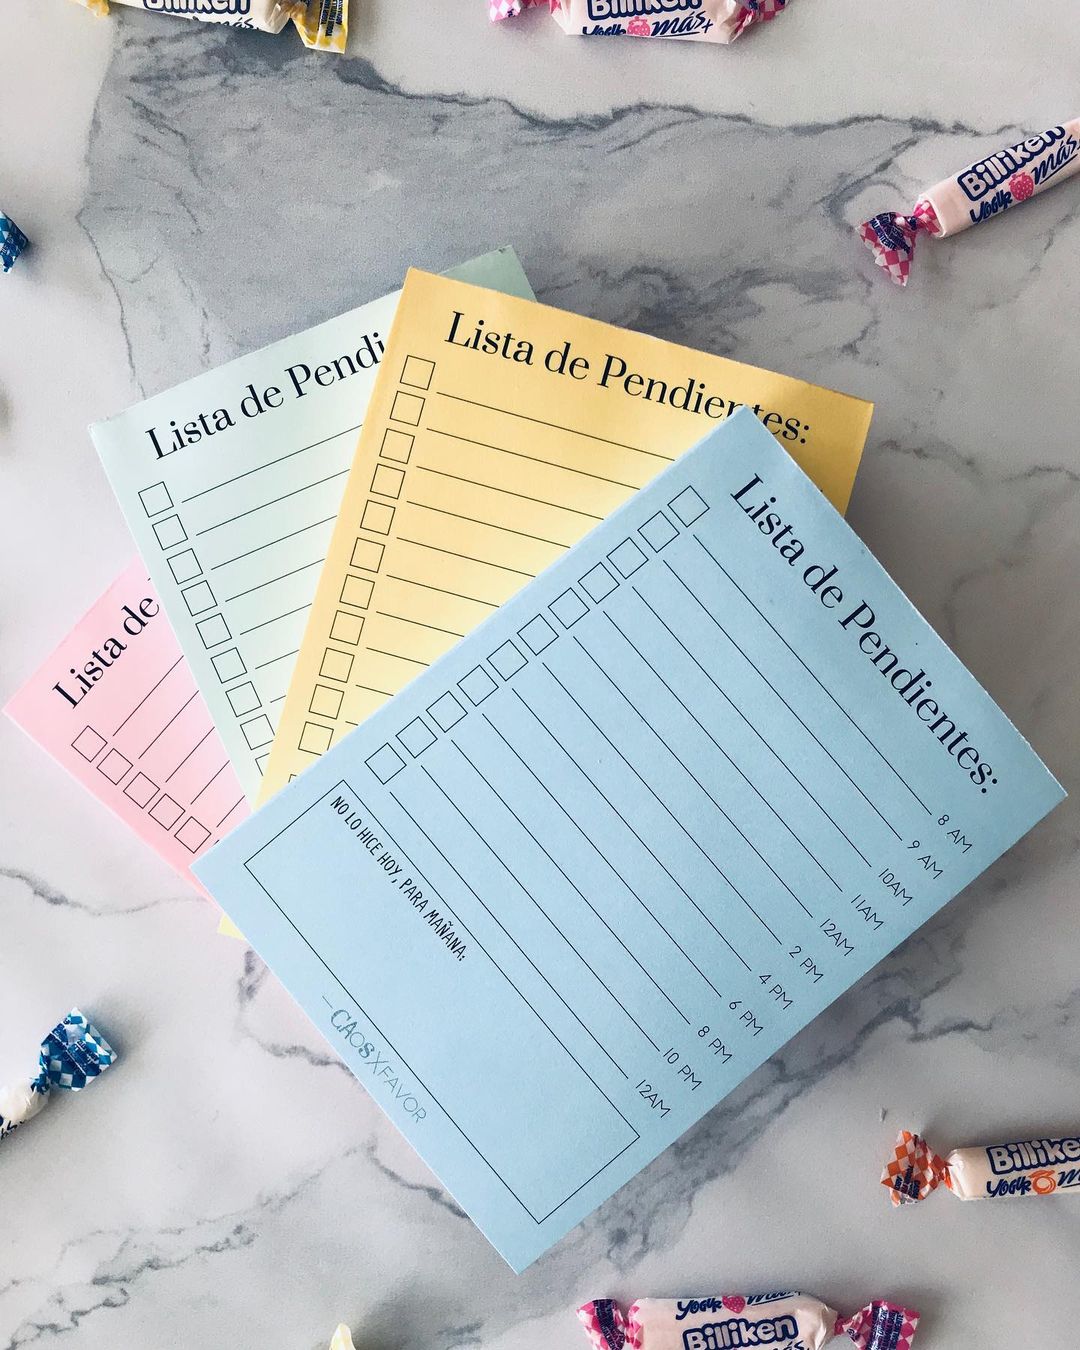 Billiken
más+
Billiken
Yogur más+
Billiken
Yogur más
Lista de Pendi
Lista de Pendientes:
Lista de
Lista de Pendientes:
8 AM
9 AM
10AM
11AM
12AM
2 PM
4 PM
6 PM
8 PM
10 PM
12AM
NO LO HICE HOY, PARA MAÑANA:
CAOSXFAVOR
Billike
Yogur m
Yogur más
Billiken
más